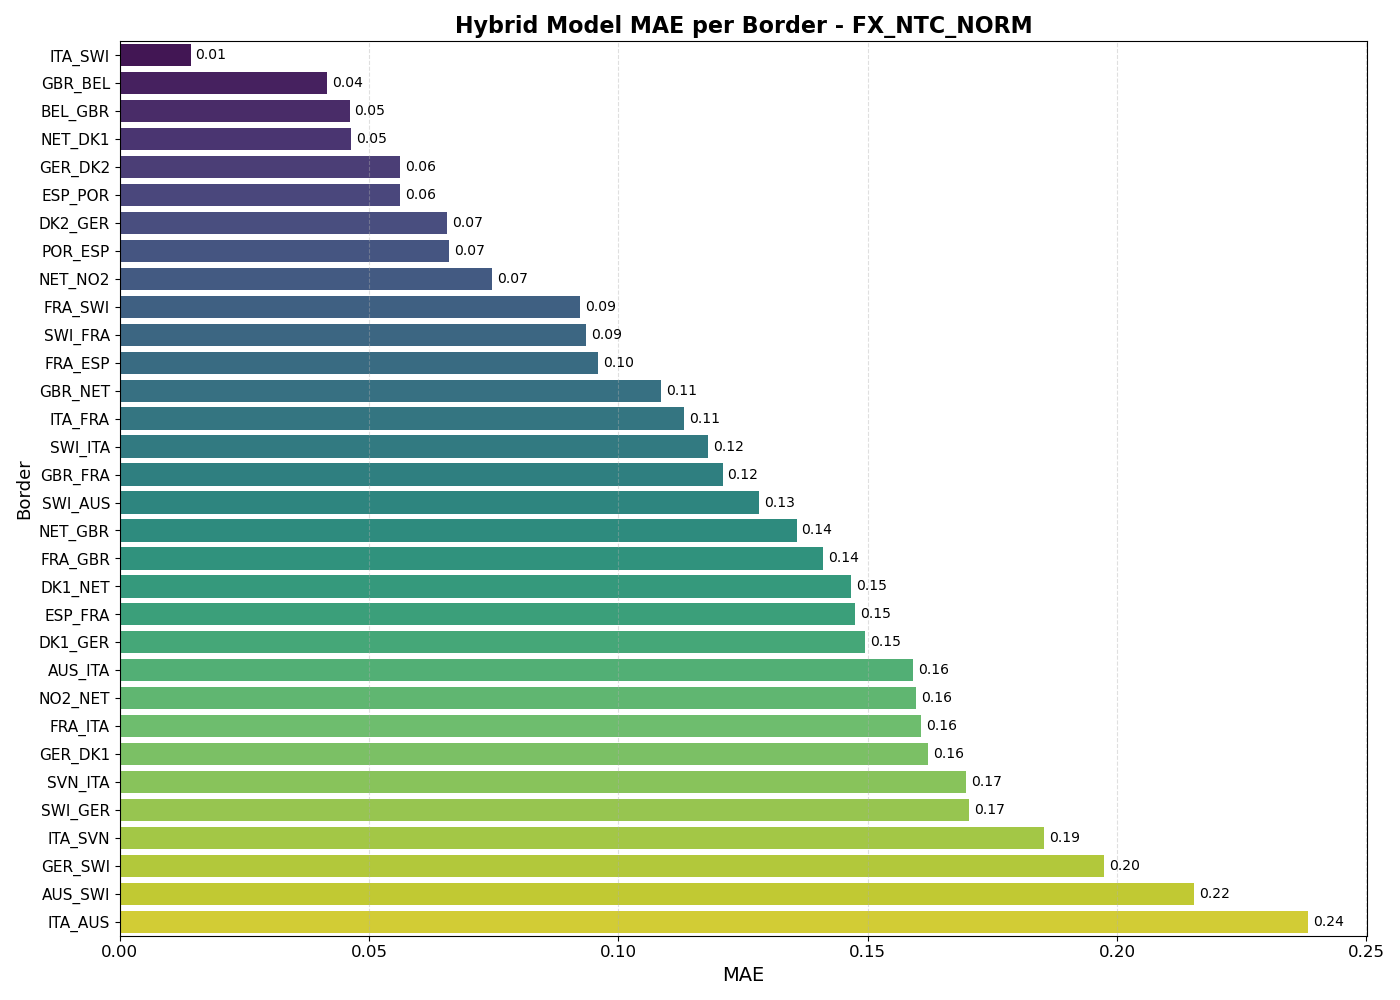 Hybrid Model MAE per Border - FX_NTC_NORM
Border
ITA_SWI 0.01
GBR_BEL 0.04
BEL_GBR 0.05
NET_DK1 0.05
GER_DK2 0.06
ESP_POR 0.06
DK2_GER 0.07
POR_ESP 0.07
NET_NO2 0.07
FRA_SWI 0.09
SWI_FRA 0.09
FRA_ESP 0.10
GBR_NET 0.11
ITA_FRA 0.11
SWI_ITA 0.12
GBR_FRA 0.12
SWI_AUS 0.13
NET_GBR 0.14
FRA_GBR 0.14
DK1_NET 0.15
ESP_FRA 0.15
DK1_GER 0.15
AUS_ITA 0.16
NO2_NET 0.16
FRA_ITA 0.16
GER_DK1 0.16
SVN_ITA 0.17
SWI_GER 0.17
ITA_SVN 0.19
GER_SWI 0.20
AUS_SWI 0.22
ITA_AUS 0.24
0.00 0.05 0.10 0.15 0.20 0.25
MAE